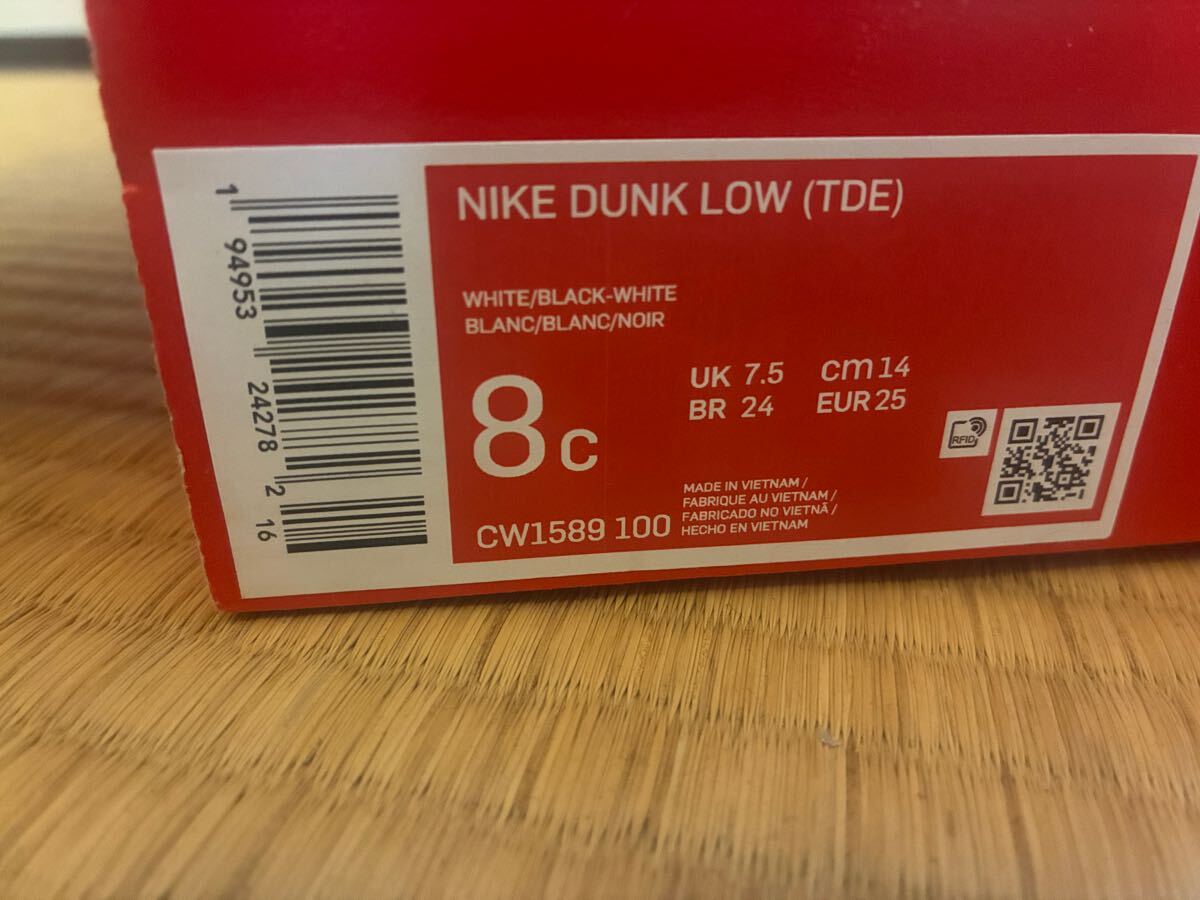 NIKE DUNK LOW (TDE)
WHITE/BLACK-WHITE
BLANC/BLANC/NOIR
8C
UK 7.5 cm 14
BR 24 EUR 25
CW1589 100
MADE IN VIETNAM /
FABRIQUE AU VIETNAM /
FABRICADO NO VIETNÃ /
HECHO EN VIETNAM
RFID
1 94953 24278 2 16